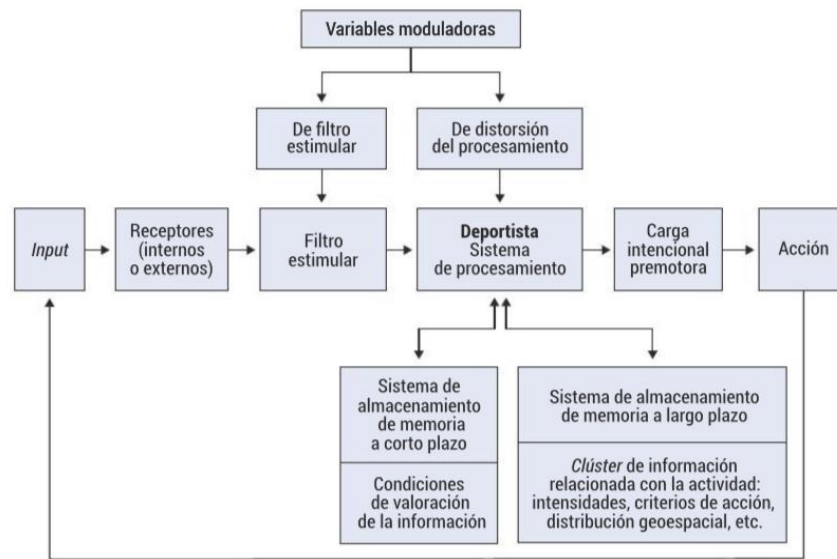 Variables moduladoras
De filtro
estimular
De distorsión
del procesamiento
Input
Receptores
(internos
o externos)
Filtro
estimular
Deportista
Sistema
de procesamiento
Carga
intencional
premotora
Acción
Sistema de
almacenamiento
de memoria
a corto plazo
Condiciones
de valoración
de la información
Sistema de almacenamiento
de memoria a largo plazo
Clúster de información
relacionada con la actividad:
intensidades, criterios de acción,
distribución geoespacial, etc.